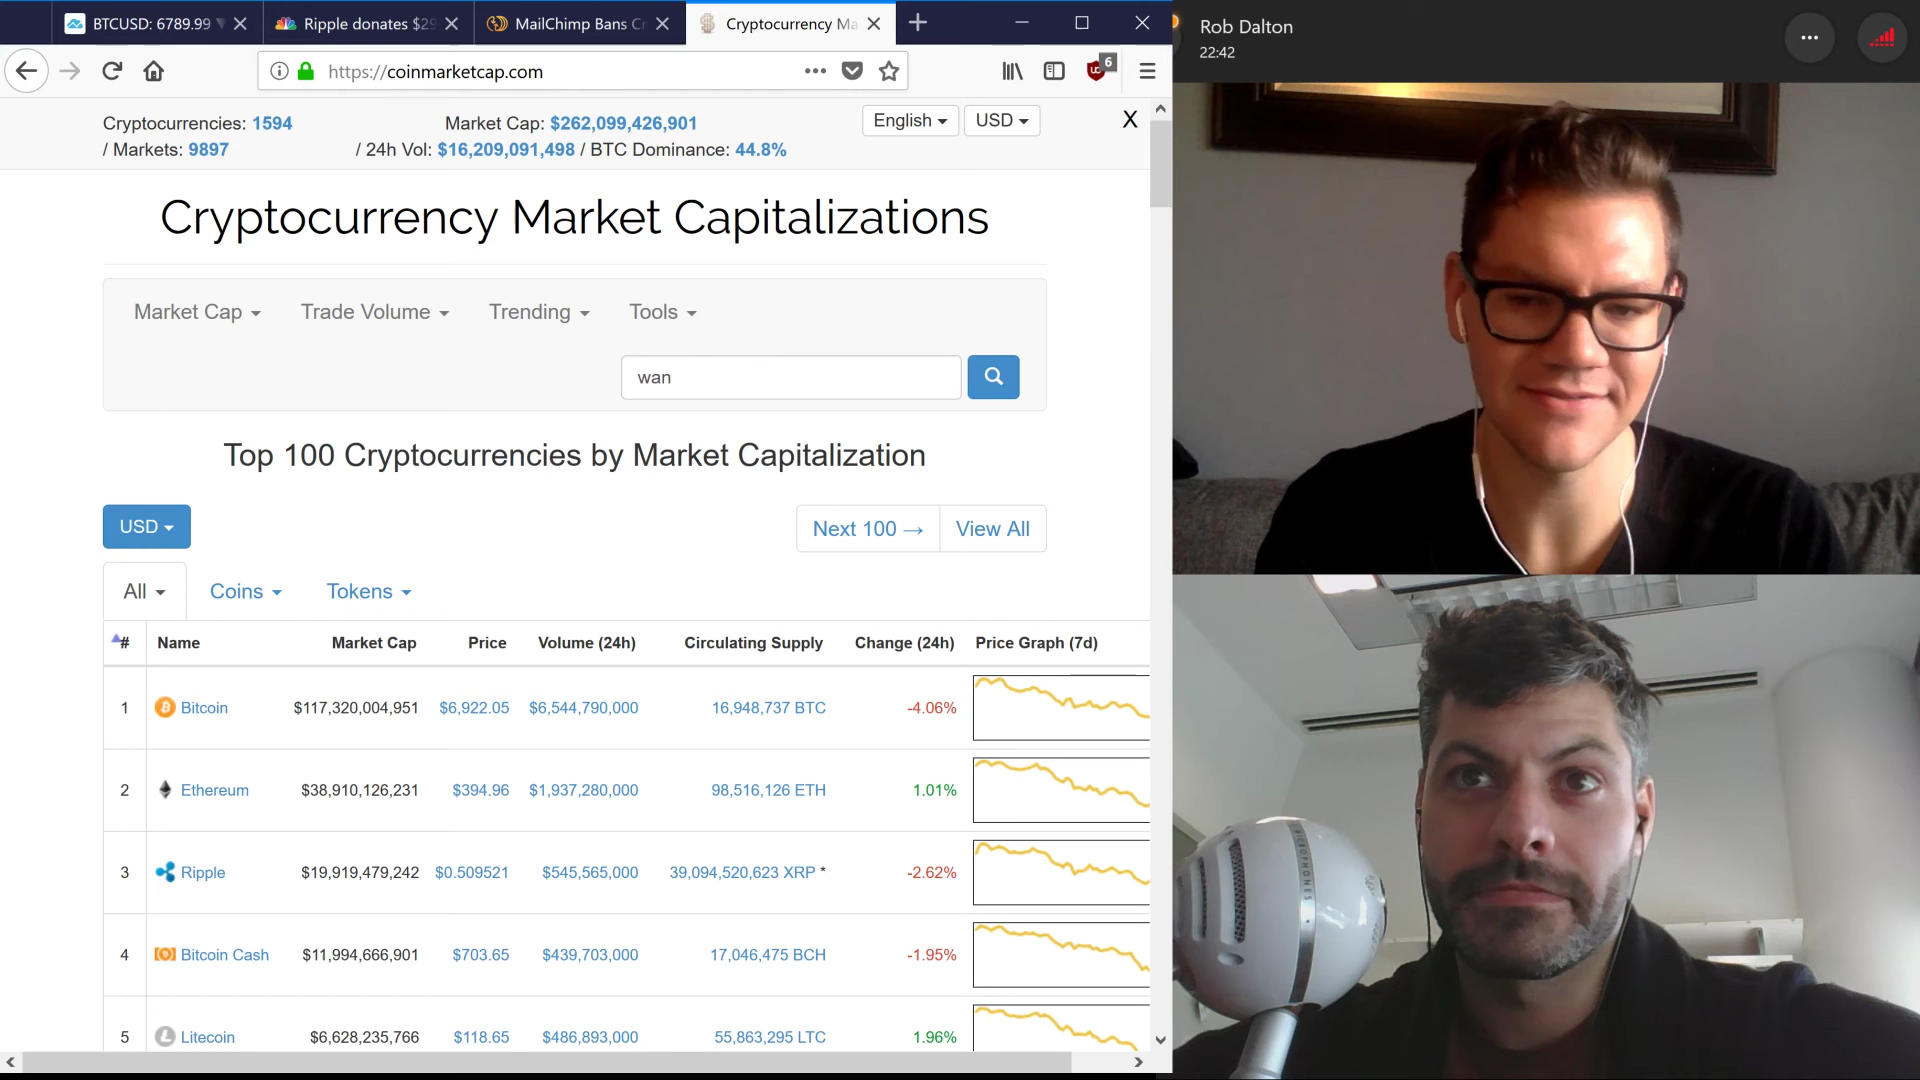 BTCUSD: 6789.99
Ripple donates $29
MailChimp Bans Cr
Cryptocurrency Ma
https://coinmarketcap.com
6
Rob Dalton
22:42
Cryptocurrencies: 1594
/ Markets: 9897
Market Cap: $262,099,426,901
/ 24h Vol: $16,209,091,498 / BTC Dominance: 44.8%
English
USD
X
Cryptocurrency Market Capitalizations
Market Cap Trade Volume Trending Tools
wan
Top 100 Cryptocurrencies by Market Capitalization
USD
Next 100 → View All
All Coins Tokens
# Name Market Cap Price Volume (24h) Circulating Supply Change (24h) Price Graph (7d)
1 Bitcoin $117,320,004,951 $6,922.05 $6,544,790,000 16,948,737 BTC -4.06%
2 Ethereum $38,910,126,231 $394.96 $1,937,280,000 98,516,126 ETH 1.01%
3 Ripple $19,919,479,242 $0.509521 $545,565,000 39,094,520,623 XRP * -2.62%
4 Bitcoin Cash $11,994,666,901 $703.65 $439,703,000 17,046,475 BCH -1.95%
5 Litecoin $6,628,235,766 $118.65 $486,893,000 55,863,295 LTC 1.96%
MICROPHONES